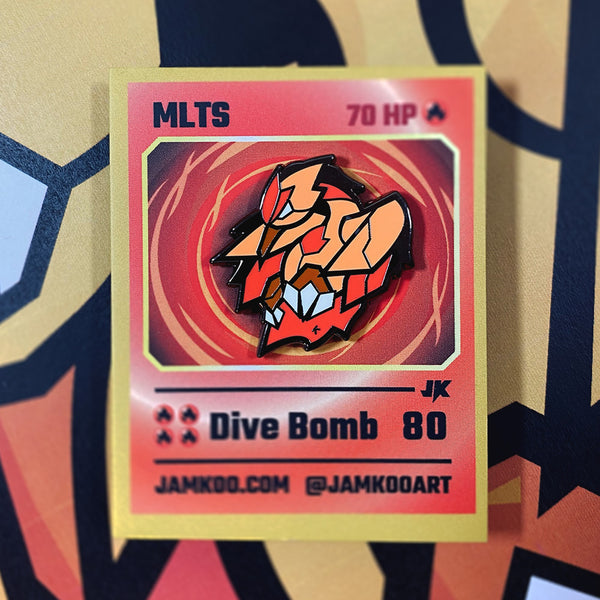 MLTS 70 HP
JK
Dive Bomb 80
JAMKOO.COM @JAMKOOART